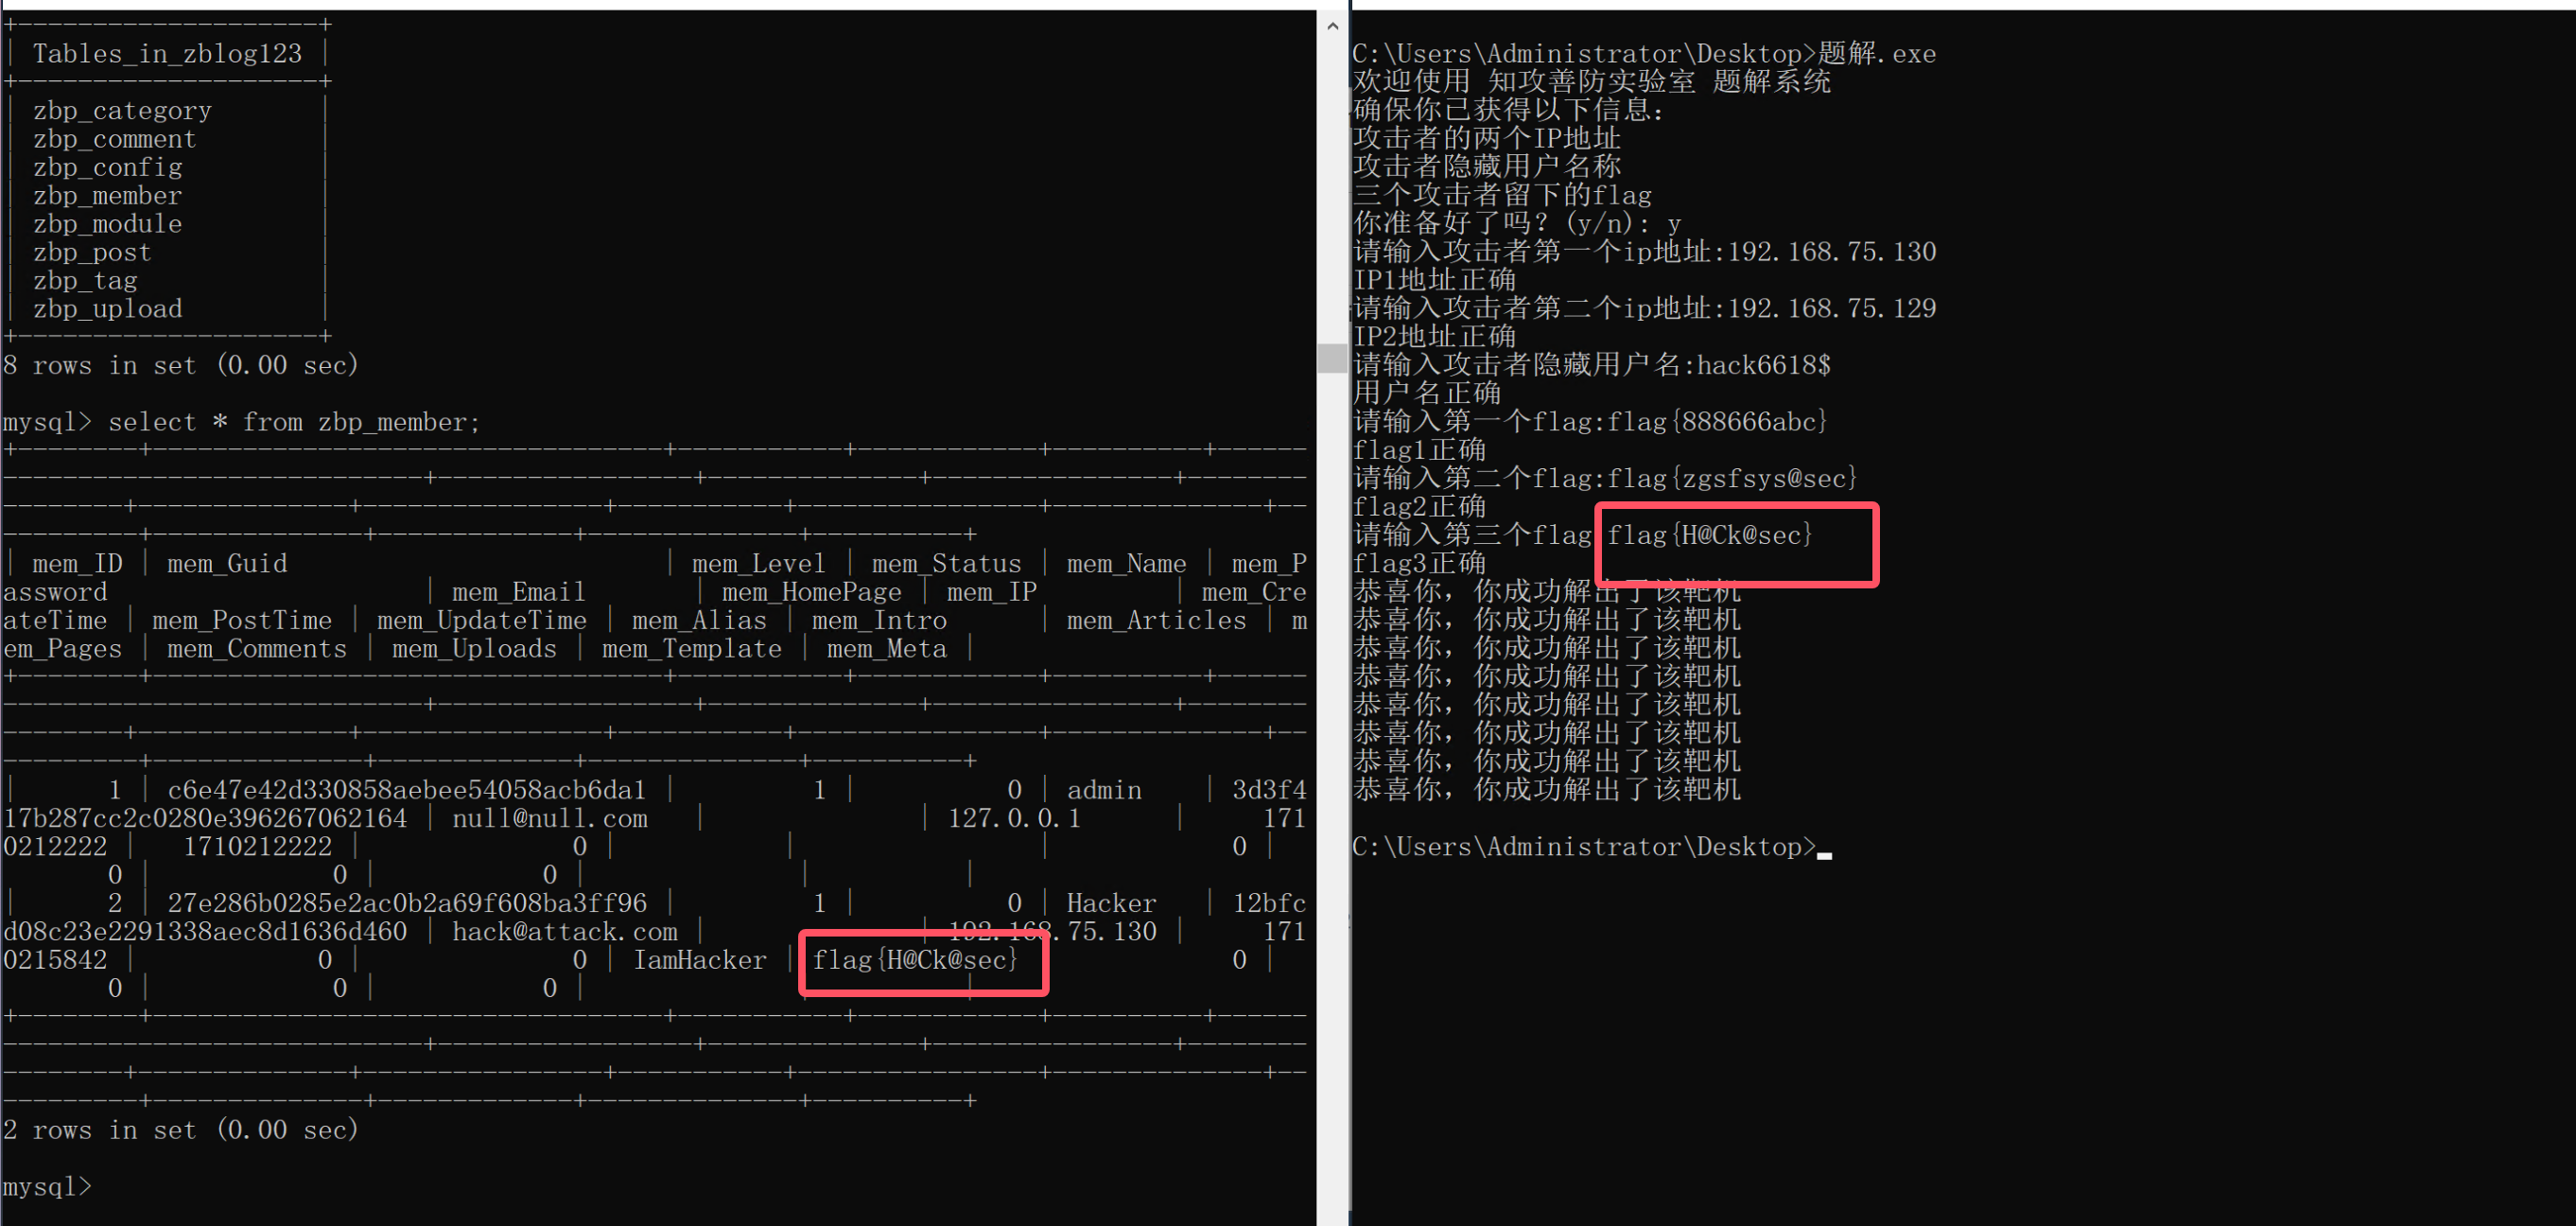 +--------------------+
| Tables_in_zblog123 |
+--------------------+
| zbp_category       |
| zbp_comment        |
| zbp_config         |
| zbp_member         |
| zbp_module         |
| zbp_post           |
| zbp_tag            |
| zbp_upload         |
+--------------------+
8 rows in set (0.00 sec)
mysql> select * from zbp_member;
| mem_ID | mem_Guid | mem_Level | mem_Status | mem_Name | mem_P
assword | mem_Email | mem_HomePage | mem_IP | mem_Cre
ateTime | mem_PostTime | mem_UpdateTime | mem_Alias | mem_Intro | mem_Articles | m
em_Pages | mem_Comments | mem_Uploads | mem_Template | mem_Meta |
| 1 | c6e47e42d330858aebee54058acb6da1 | 1 | 0 | admin | 3d3f4
17b287cc2c0280e396267062164 | null@null.com | | 127.0.0.1 | 171
0212222 | 1710212222 | 0 | | | 0 |
0 | 0 | 0 | | |
| 2 | 27e286b0285e2ac0b2a69f608ba3ff96 | 1 | 0 | Hacker | 12bfc
d08c23e2291338aec8d1636d460 | hack@attack.com | | 192.168.75.130 | 171
0215842 | 0 | 0 | IamHacker | flag{H@Ck@sec} 0 |
0 | 0 | 0 | | |
2 rows in set (0.00 sec)
mysql>
C:\Users\Administrator\Desktop>题解.exe
欢迎使用 知攻善防实验室 题解系统
确保你已获得以下信息：
攻击者的两个IP地址
攻击者隐藏用户名称
三个攻击者留下的flag
你准备好了吗？(y/n): y
请输入攻击者第一个ip地址:192.168.75.130
IP1地址正确
请输入攻击者第二个ip地址:192.168.75.129
IP2地址正确
请输入攻击者隐藏用户名:hack6618$
用户名正确
请输入第一个flag:flag{888666abc}
flag1正确
请输入第二个flag:flag{zgsfsys@sec}
flag2正确
请输入第三个flag flag{H@Ck@sec}
flag3正确
恭喜你，你成功解出了该靶机
恭喜你，你成功解出了该靶机
恭喜你，你成功解出了该靶机
恭喜你，你成功解出了该靶机
恭喜你，你成功解出了该靶机
恭喜你，你成功解出了该靶机
恭喜你，你成功解出了该靶机
恭喜你，你成功解出了该靶机
C:\Users\Administrator\Desktop>